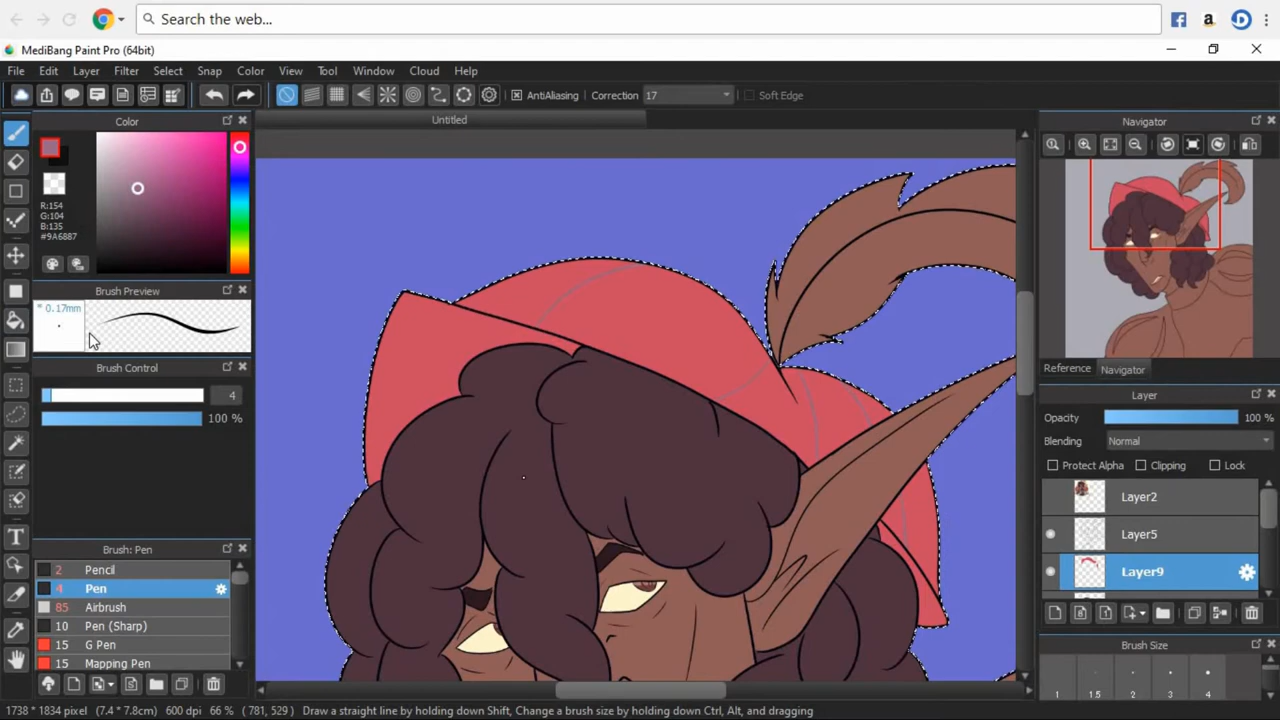 Search the web...
MediBang Paint Pro (64bit)
File Edit Layer Filter Select Snap Color View Tool Window Cloud Help
AntiAliasing Correction 17 Soft Edge
Color
Untitled
Navigator
R:154
G:104
B:135
#9A6887
Brush Preview
* 0.17mm
Brush Control
4
100 %
Reference Navigator
Layer
Opacity 100 %
Blending Normal
Protect Alpha Clipping Lock
Layer2
Layer5
Layer9
Brush: Pen
2 Pencil
4 Pen
85 Airbrush
10 Pen (Sharp)
15 G Pen
15 Mapping Pen
Brush Size
1 1.5 2 3 4
1738 * 1834 pixel (7.4 * 7.8cm) 600 dpi 66 % (781, 529) Draw a straight line by holding down Shift, Change a brush size by holding down Ctrl, Alt, and dragging